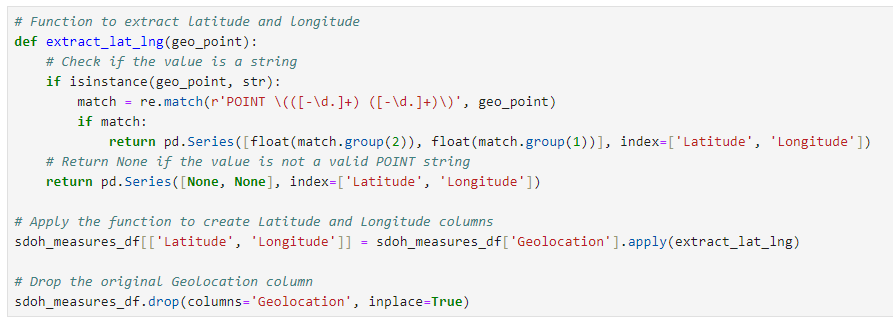 # Function to extract latitude and longitude
def extract_lat_lng(geo_point):
    # Check if the value is a string
    if isinstance(geo_point, str):
        match = re.match(r'POINT \(([-\d.]+) ([-\d.]+)\)', geo_point)
        if match:
            return pd.Series([float(match.group(2)), float(match.group(1))], index=['Latitude', 'Longitude'])
    # Return None if the value is not a valid POINT string
    return pd.Series([None, None], index=['Latitude', 'Longitude'])

# Apply the function to create Latitude and Longitude columns
sdoh_measures_df[['Latitude', 'Longitude']] = sdoh_measures_df['Geolocation'].apply(extract_lat_lng)

# Drop the original Geolocation column
sdoh_measures_df.drop(columns='Geolocation', inplace=True)